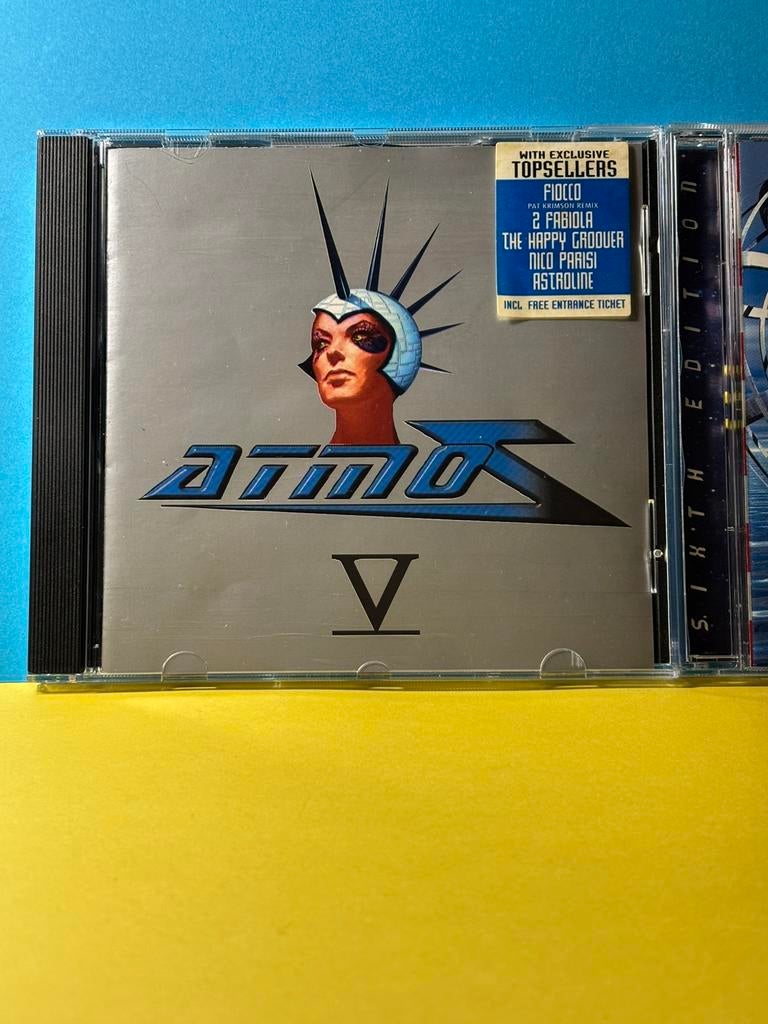 WITH EXCLUSIVE
TOPSELLERS
FIOCCO
PAT KRIMSON REMIX
2 FABIOLA
THE HAPPY GROOVER
NICO PARISI
ASTROLINE
INCL. FREE ENTRANCE TICKET
ATMOZ
V
SIXTH EDITION